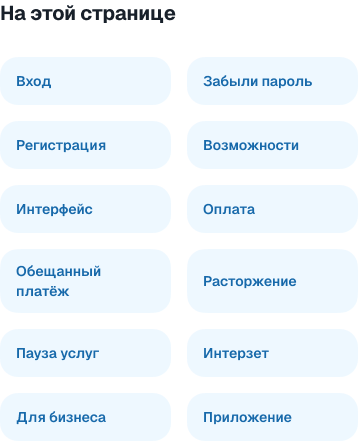 На этой странице
Вход
Забыли пароль
Регистрация
Возможности
Интерфейс
Оплата
Обещанный
платёж
Расторжение
Пауза услуг
Интерзет
Для бизнеса
Приложение